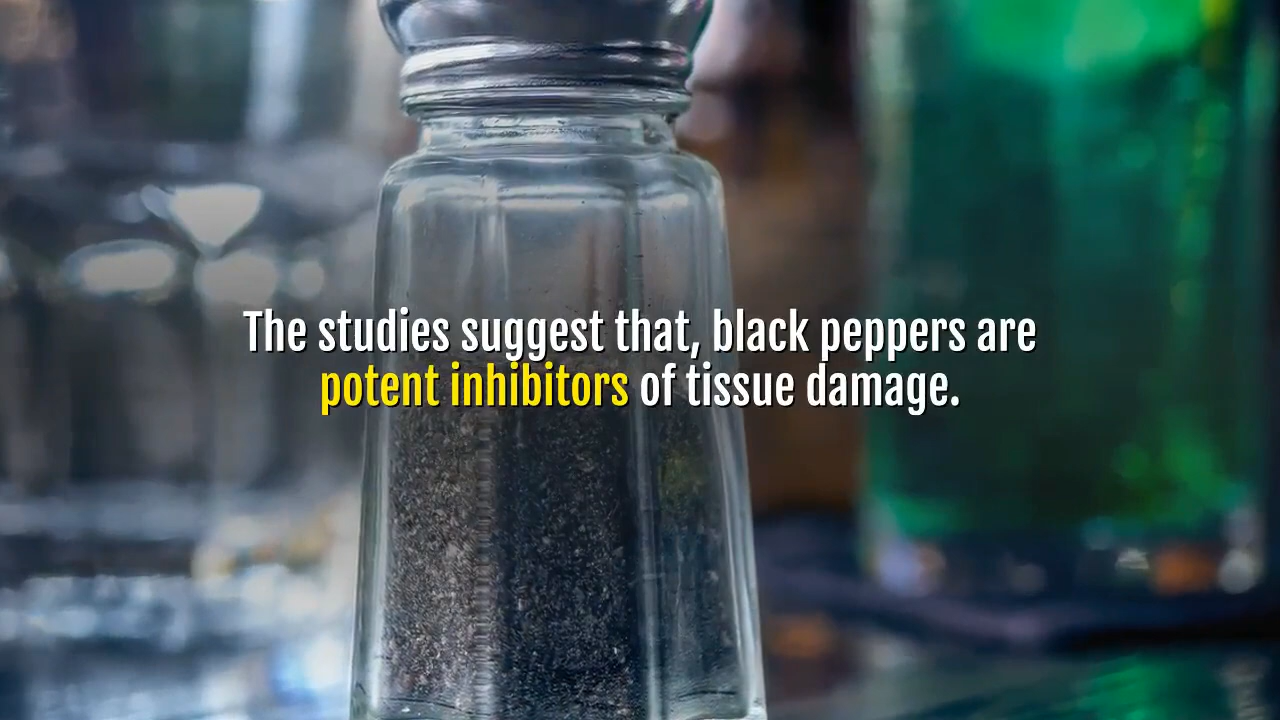 The studies suggest that, black peppers are
potent inhibitors of tissue damage.